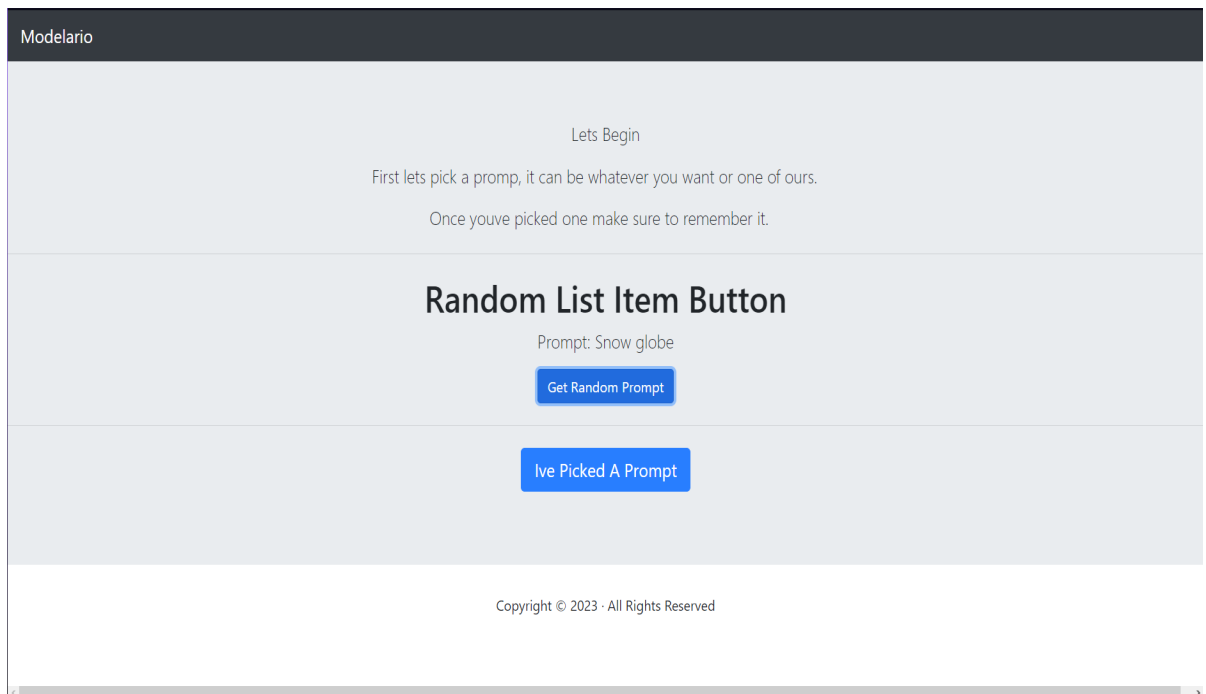 Modelario
Lets Begin
First lets pick a promp, it can be whatever you want or one of ours.
Once youve picked one make sure to remember it.
Random List Item Button
Prompt: Snow globe
Get Random Prompt
Ive Picked A Prompt
Copyright © 2023 · All Rights Reserved